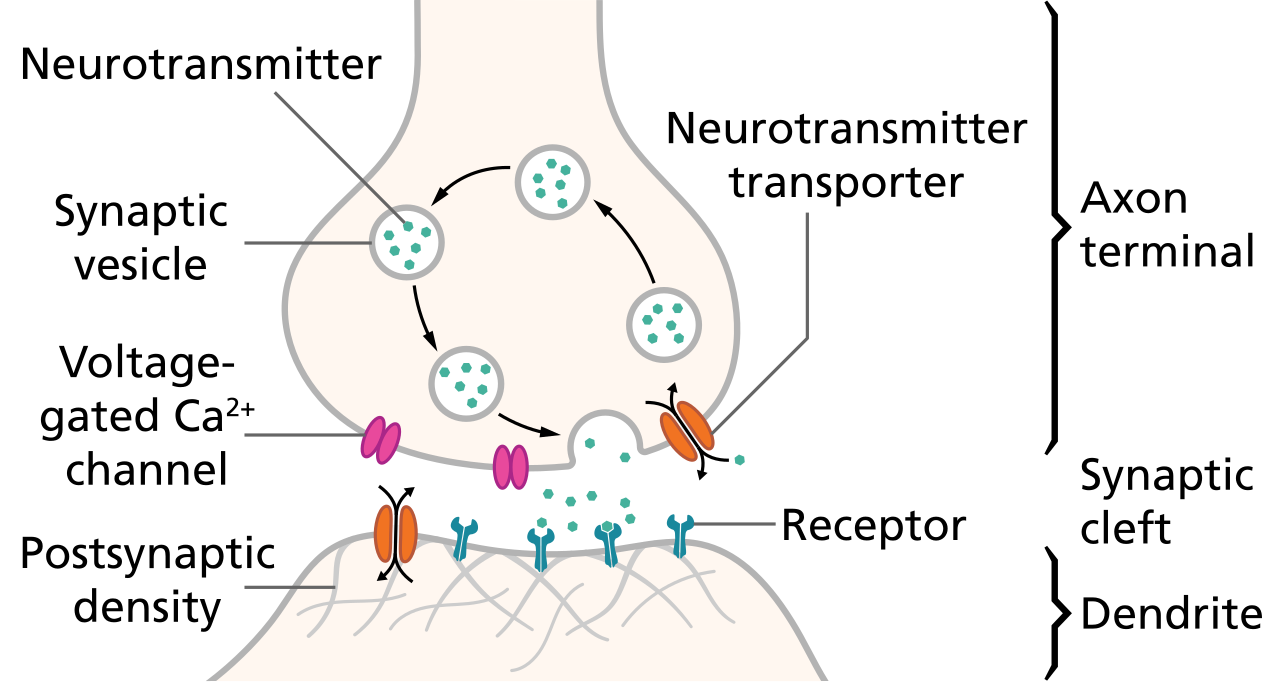 Neurotransmitter
Synaptic
vesicle
Voltage-
gated Ca²⁺
channel
Postsynaptic
density
Neurotransmitter
transporter
Receptor
Axon
terminal
Synaptic
cleft
Dendrite